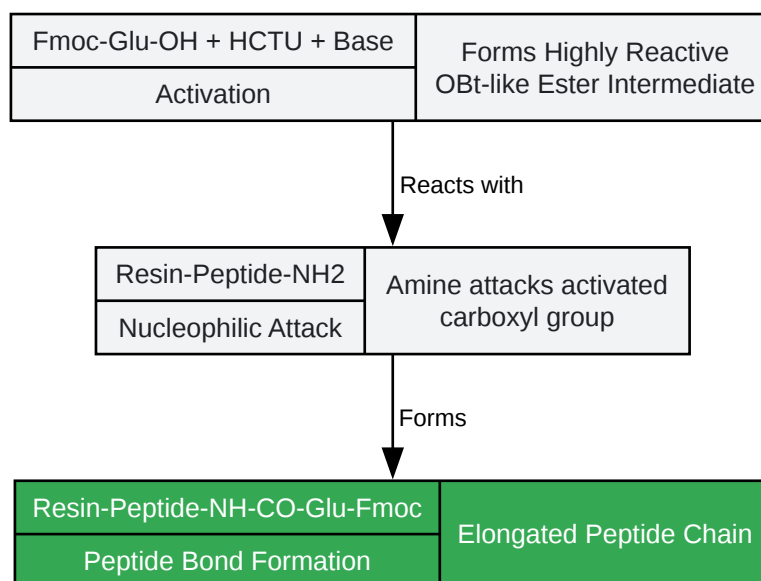 Fmoc-Glu-OH + HCTU + Base
Activation
Forms Highly Reactive
OBt-like Ester Intermediate
Reacts with
Resin-Peptide-NH2
Nucleophilic Attack
Amine attacks activated
carboxyl group
Forms
Resin-Peptide-NH-CO-Glu-Fmoc
Peptide Bond Formation
Elongated Peptide Chain